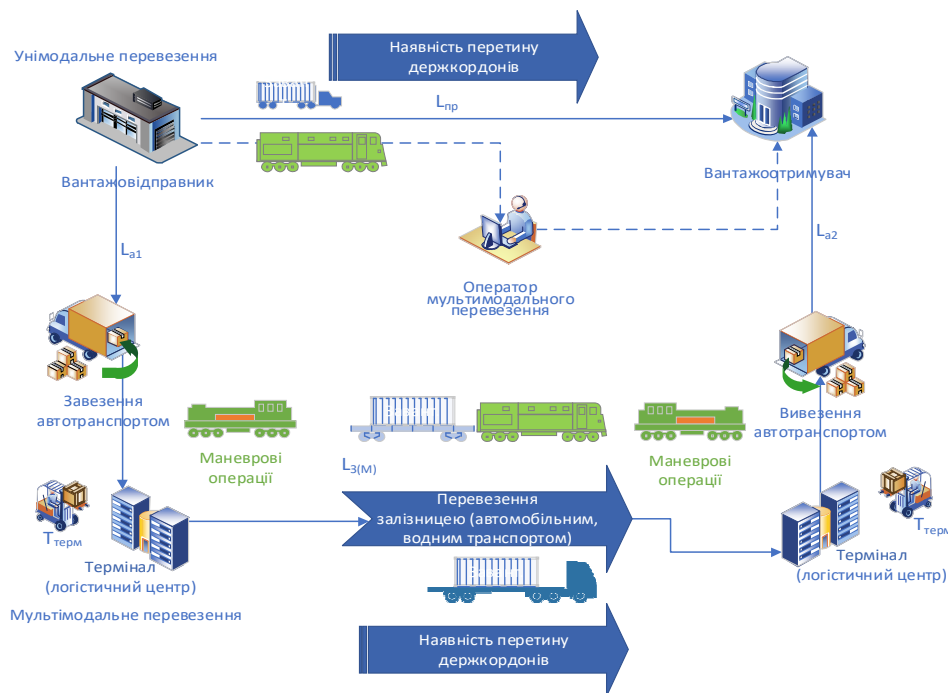 Наявність перетину
держкордонів
Унімодальне перевезення
Lпр
Вантажовідправник
Вантажоотримувач
Lа1
Lа2
Оператор
мультимодального
перевезення
Завезення
автотранспортом
Вивезення
автотранспортом
Маневрові
операції
Маневрові
операції
LЗ(М)
Перевезення
залізницею (автомобільним,
водним транспортом)
Tтерм
Tтерм
Термінал
(логістичний центр)
Термінал
(логістичний центр)
Мультімодальне перевезення
Наявність перетину
держкордонів